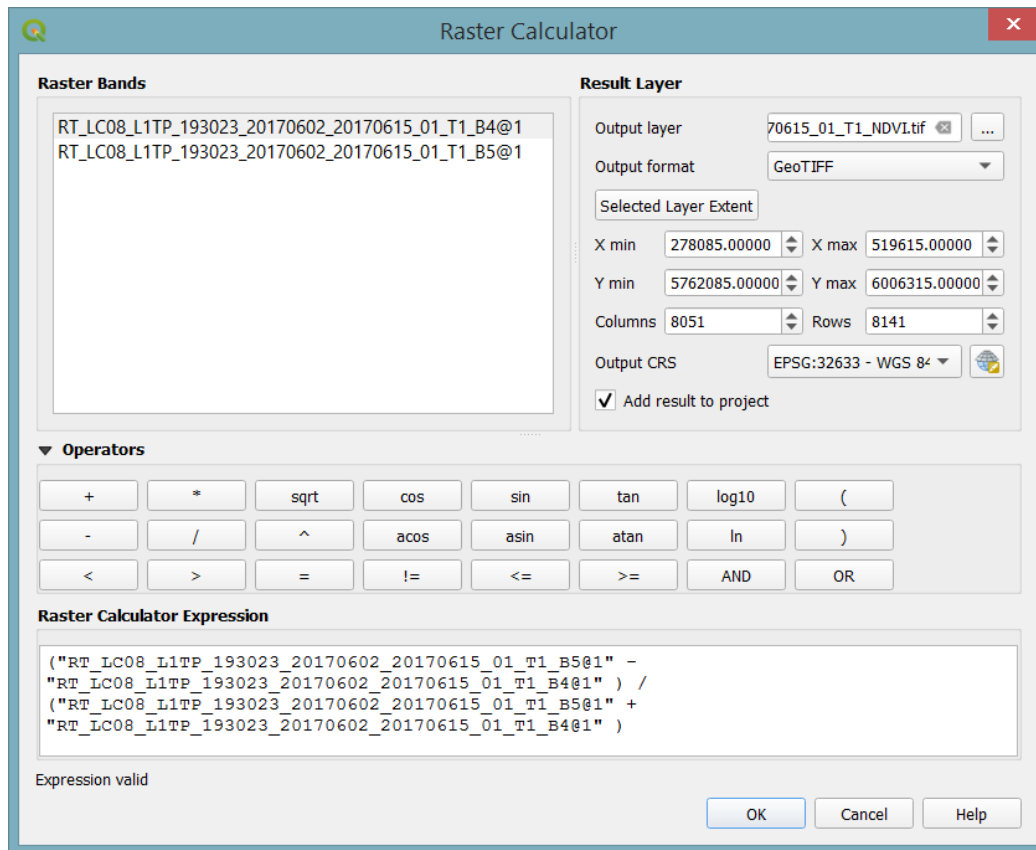 Raster Calculator
Raster Bands
RT_LC08_L1TP_193023_20170602_20170615_01_T1_B4@1
RT_LC08_L1TP_193023_20170602_20170615_01_T1_B5@1
Result Layer
Output layer 70615_01_T1_NDVI.tif ...
Output format GeoTIFF
Selected Layer Extent
X min 278085.00000 X max 519615.00000
Y min 5762085.00000 Y max 6006315.00000
Columns 8051 Rows 8141
Output CRS EPSG:32633 - WGS 84
Add result to project
Operators
+ * sqrt cos sin tan log10 (
- / ^ acos asin atan ln )
< > = != <= >= AND OR
Raster Calculator Expression
("RT_LC08_L1TP_193023_20170602_20170615_01_T1_B5@1" -
"RT_LC08_L1TP_193023_20170602_20170615_01_T1_B4@1" ) /
("RT_LC08_L1TP_193023_20170602_20170615_01_T1_B5@1" +
"RT_LC08_L1TP_193023_20170602_20170615_01_T1_B4@1" )
Expression valid
OK Cancel Help